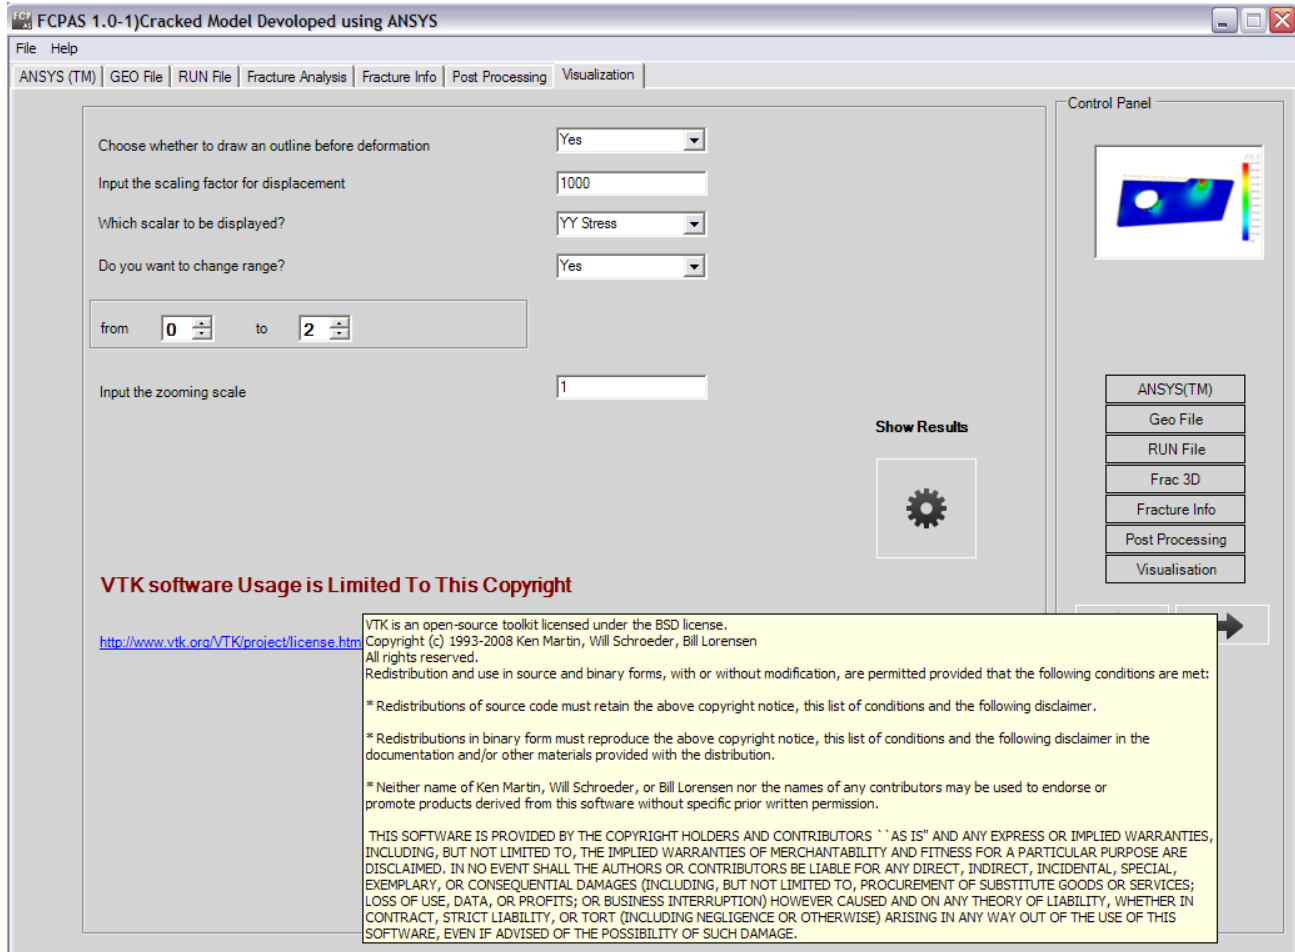 FCPAS 1.0-1)Cracked Model Devoloped using ANSYS
File Help
ANSYS (TM) GEO File RUN File Fracture Analysis Fracture Info Post Processing Visualization
Control Panel
Choose whether to draw an outline before deformation Yes
Input the scaling factor for displacement 1000
Which scalar to be displayed? YY Stress
Do you want to change range? Yes
from 0 to 2
Input the zooming scale 1
Show Results
ANSYS(TM)
Geo File
RUN File
Frac 3D
Fracture Info
Post Processing
Visualisation
VTK software Usage is Limited To This Copyright
http://www.vtk.org/VTK/project/license.htm
VTK is an open-source toolkit licensed under the BSD license.
Copyright (c) 1993-2008 Ken Martin, Will Schroeder, Bill Lorensen
All rights reserved.
Redistribution and use in source and binary forms, with or without modification, are permitted provided that the following conditions are met:
* Redistributions of source code must retain the above copyright notice, this list of conditions and the following disclaimer.
* Redistributions in binary form must reproduce the above copyright notice, this list of conditions and the following disclaimer in the
documentation and/or other materials provided with the distribution.
* Neither name of Ken Martin, Will Schroeder, or Bill Lorensen nor the names of any contributors may be used to endorse or
promote products derived from this software without specific prior written permission.
THIS SOFTWARE IS PROVIDED BY THE COPYRIGHT HOLDERS AND CONTRIBUTORS ``AS IS'' AND ANY EXPRESS OR IMPLIED WARRANTIES,
INCLUDING, BUT NOT LIMITED TO, THE IMPLIED WARRANTIES OF MERCHANTABILITY AND FITNESS FOR A PARTICULAR PURPOSE ARE
DISCLAIMED. IN NO EVENT SHALL THE AUTHORS OR CONTRIBUTORS BE LIABLE FOR ANY DIRECT, INDIRECT, INCIDENTAL, SPECIAL,
EXEMPLARY, OR CONSEQUENTIAL DAMAGES (INCLUDING, BUT NOT LIMITED TO, PROCUREMENT OF SUBSTITUTE GOODS OR SERVICES;
LOSS OF USE, DATA, OR PROFITS; OR BUSINESS INTERRUPTION) HOWEVER CAUSED AND ON ANY THEORY OF LIABILITY, WHETHER IN
CONTRACT, STRICT LIABILITY, OR TORT (INCLUDING NEGLIGENCE OR OTHERWISE) ARISING IN ANY WAY OUT OF THE USE OF THIS
SOFTWARE, EVEN IF ADVISED OF THE POSSIBILITY OF SUCH DAMAGE.